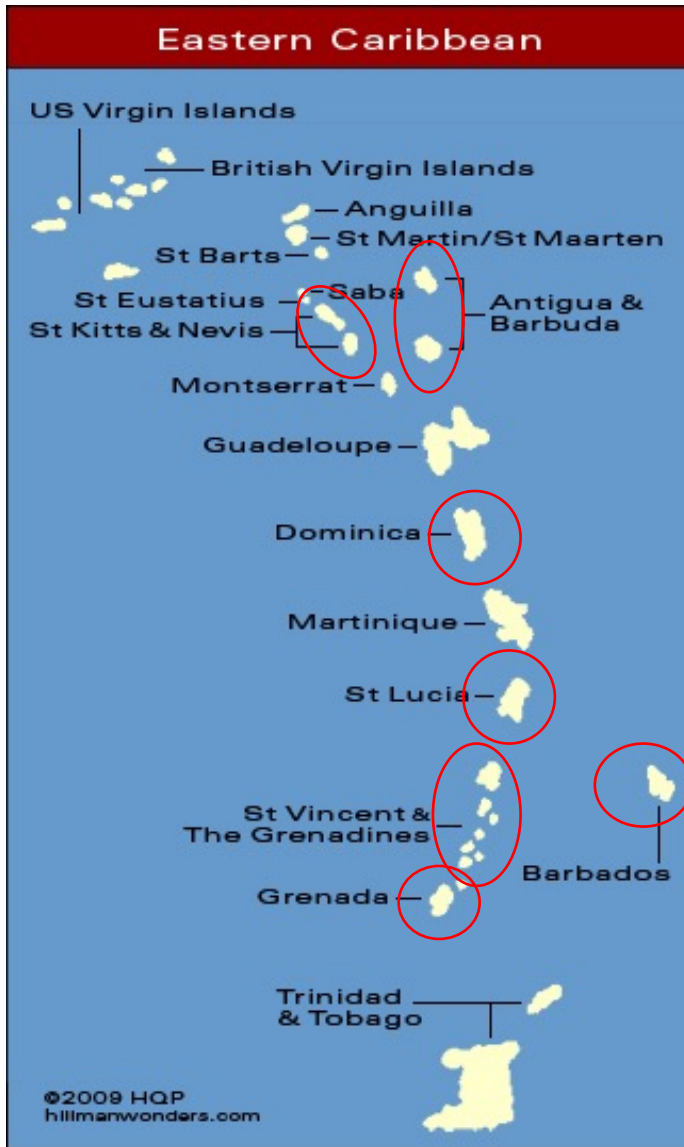 Eastern Caribbean
US Virgin Islands
British Virgin Islands
Anguilla
St Martin/St Maarten
St Barts
Saba
St Eustatius
Antigua &
Barbuda
St Kitts & Nevis
Montserrat
Guadeloupe
Dominica
Martinique
St Lucia
St Vincent &
The Grenadines
Barbados
Grenada
Trinidad
& Tobago
©2009 HQP
hillmanwonders.com